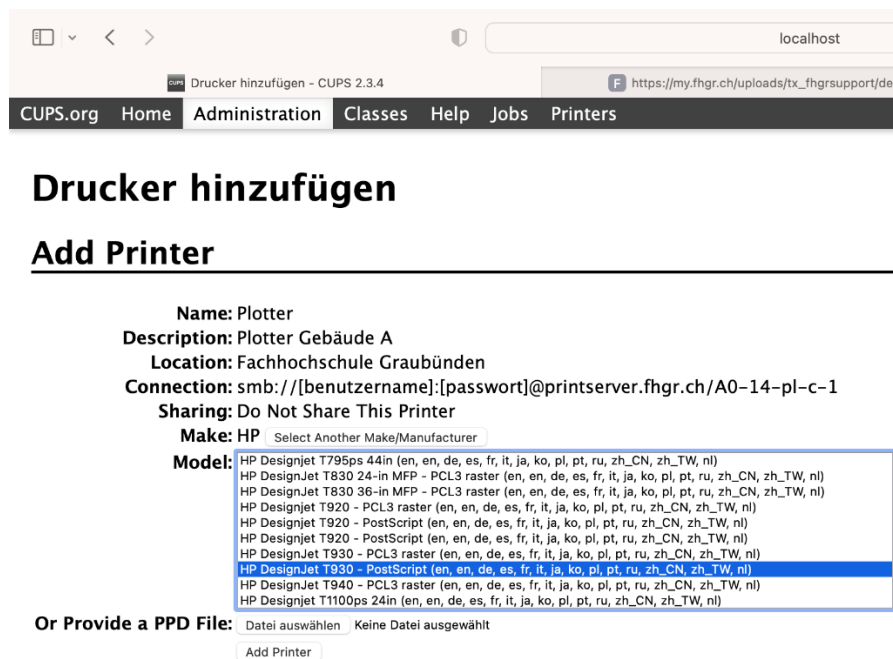 localhost
CUPS Drucker hinzufügen - CUPS 2.3.4
F https://my.fhgr.ch/uploads/tx_fhgrsupport/de
CUPS.org Home Administration Classes Help Jobs Printers
Drucker hinzufügen
Add Printer
Name: Plotter
Description: Plotter Gebäude A
Location: Fachhochschule Graubünden
Connection: smb://[benutzername]:[passwort]@printserver.fhgr.ch/A0-14-pl-c-1
Sharing: Do Not Share This Printer
Make: HP Select Another Make/Manufacturer
Model: HP Designjet T795ps 44in (en, en, de, es, fr, it, ja, ko, pl, pt, ru, zh_CN, zh_TW, nl)
HP DesignJet T830 24-in MFP - PCL3 raster (en, en, de, es, fr, it, ja, ko, pl, pt, ru, zh_CN, zh_TW, nl)
HP DesignJet T830 36-in MFP - PCL3 raster (en, en, de, es, fr, it, ja, ko, pl, pt, ru, zh_CN, zh_TW, nl)
HP Designjet T920 - PCL3 raster (en, en, de, es, fr, it, ja, ko, pl, pt, ru, zh_CN, zh_TW, nl)
HP Designjet T920 - PostScript (en, en, de, es, fr, it, ja, ko, pl, pt, ru, zh_CN, zh_TW, nl)
HP Designjet T920 - PostScript (en, en, de, es, fr, it, ja, ko, pl, pt, ru, zh_CN, zh_TW, nl)
HP DesignJet T930 - PCL3 raster (en, en, de, es, fr, it, ja, ko, pl, pt, ru, zh_CN, zh_TW, nl)
HP DesignJet T930 - PostScript (en, en, de, es, fr, it, ja, ko, pl, pt, ru, zh_CN, zh_TW, nl)
HP DesignJet T940 - PCL3 raster (en, en, de, es, fr, it, ja, ko, pl, pt, ru, zh_CN, zh_TW, nl)
HP Designjet T1100ps 24in (en, en, de, es, fr, it, ja, ko, pl, pt, ru, zh_CN, zh_TW, nl)
Or Provide a PPD File: Datei auswählen Keine Datei ausgewählt
Add Printer